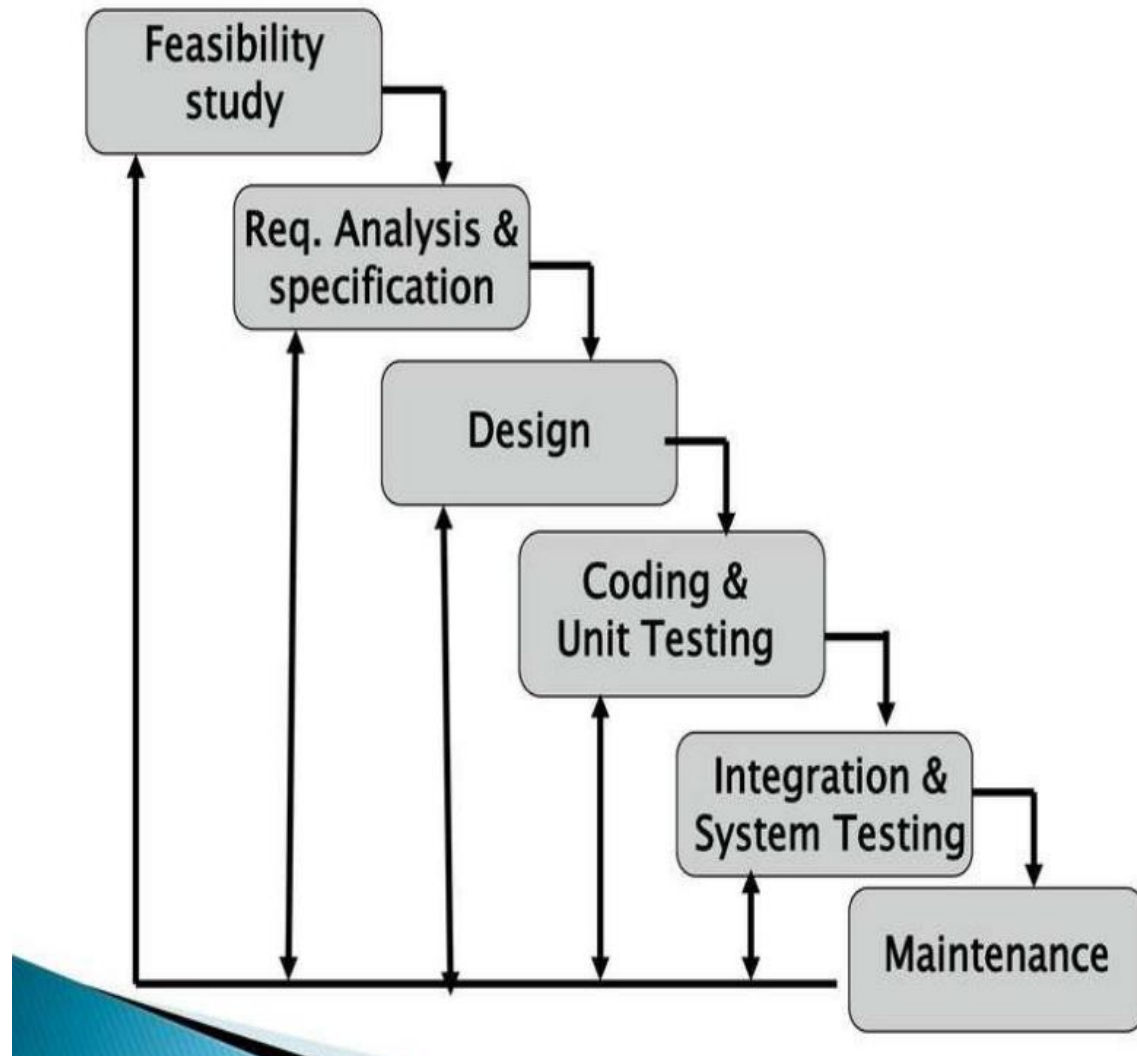 Feasibility
study
Req. Analysis &
specification
Design
Coding &
Unit Testing
Integration &
System Testing
Maintenance